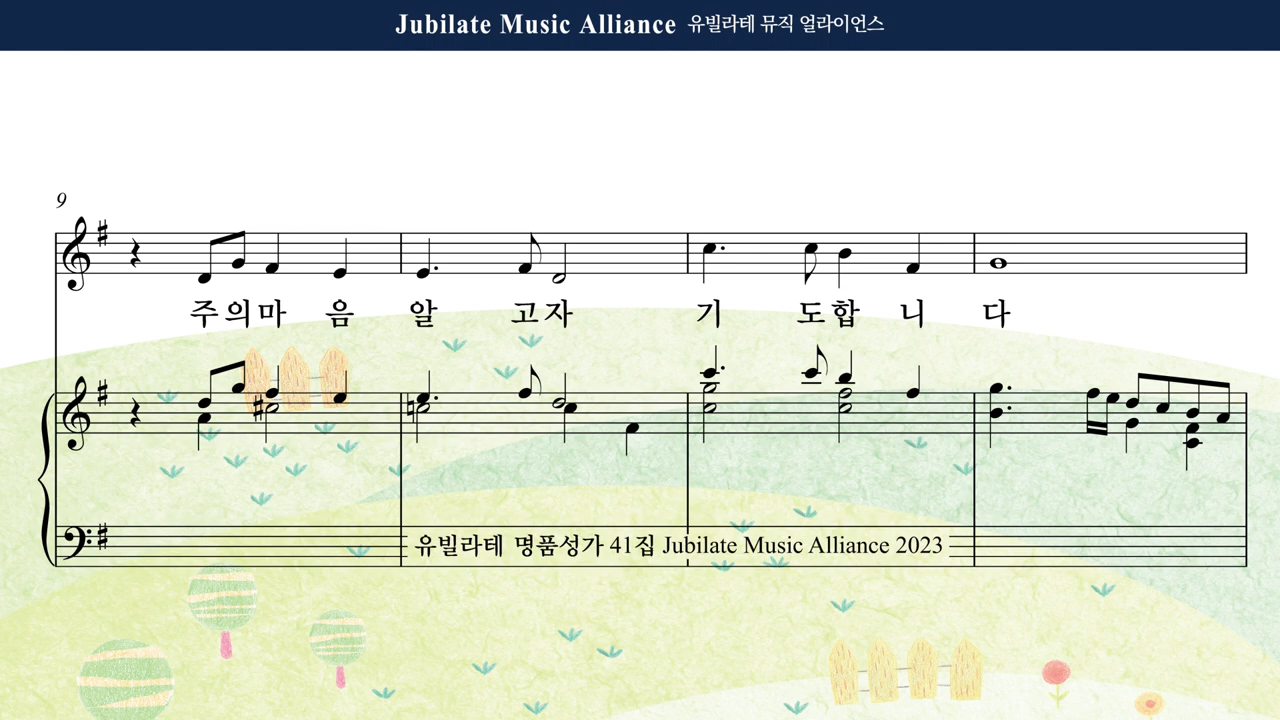 Jubilate Music Alliance 유빌라테 뮤직 얼라이언스
9
주의마 음 알 고자 기 도합 니 다
유빌라테 명품성가 41집 Jubilate Music Alliance 2023